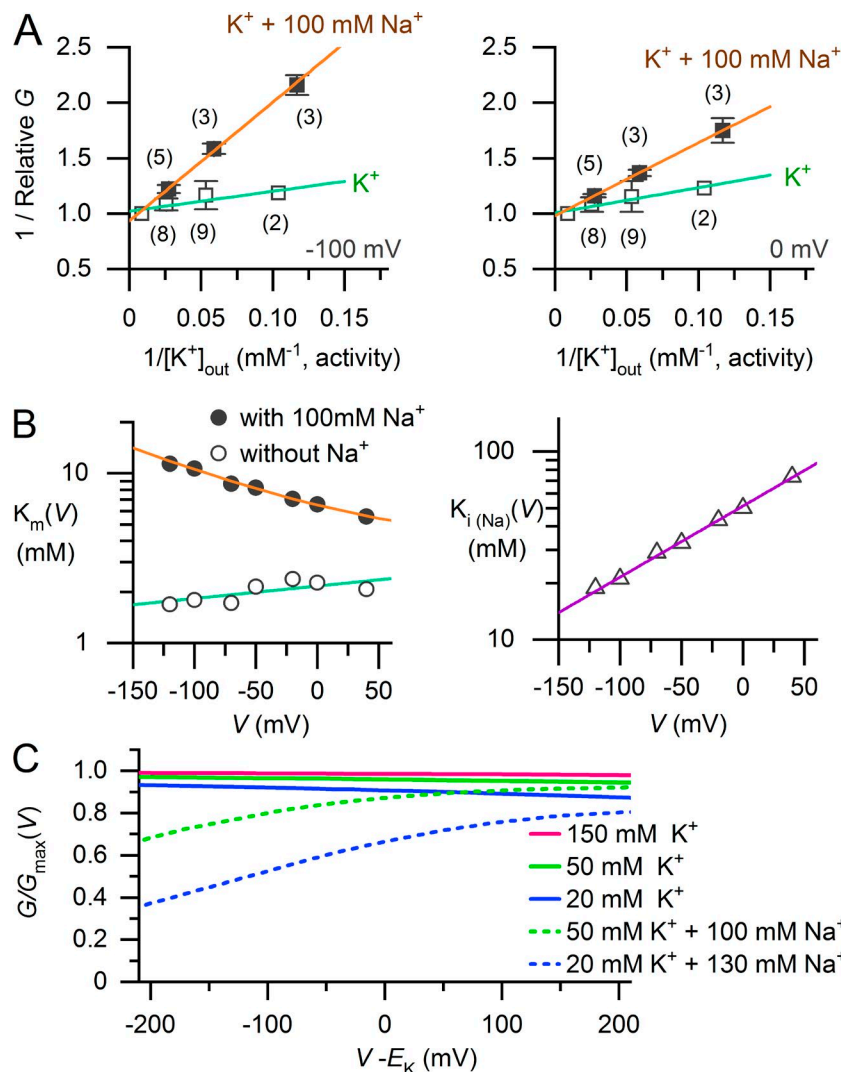 A
K⁺ + 100 mM Na⁺
2.5
2.0
1.5
1.0
0.5
1 / Relative G
(5)
(3)
(3)
(8)
(9)
(2)
K⁺
-100 mV
0
0.05
0.10
0.15
1/[K⁺]out (mM⁻¹, activity)
K⁺ + 100 mM Na⁺
2.5
2.0
1.5
1.0
0.5
(5)
(3)
(3)
(8)
(9)
(2)
K⁺
0 mV
0
0.05
0.10
0.15
1/[K⁺]out (mM⁻¹, activity)
B
with 100mM Na⁺
without Na⁺
10
1
Km(V)
(mM)
-150
-100
-50
0
50
V (mV)
100
10
Ki (Na)(V)
(mM)
-150
-100
-50
0
50
V (mV)
C
1.0
0.8
0.6
0.4
0.2
0
G/Gmax(V)
150 mM K⁺
50 mM K⁺
20 mM K⁺
50 mM K⁺ + 100 mM Na⁺
20 mM K⁺ + 130 mM Na⁺
-200
-100
0
100
200
V -EK (mV)